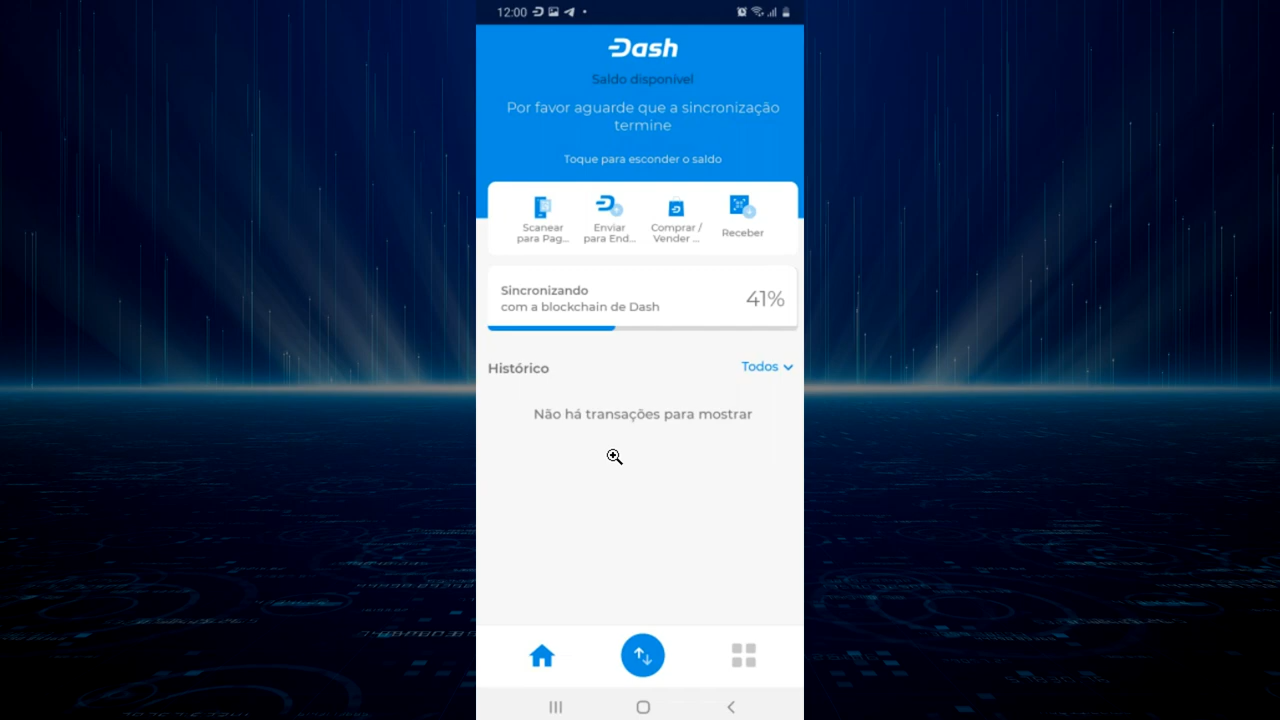 12:00
Dash
Saldo disponível
Por favor aguarde que a sincronização
termine
Toque para esconder o saldo
Scanear
para Pag...
Enviar
para End...
Comprar /
Vender ...
Receber
Sincronizando
com a blockchain de Dash
41%
Histórico
Todos
Não há transações para mostrar